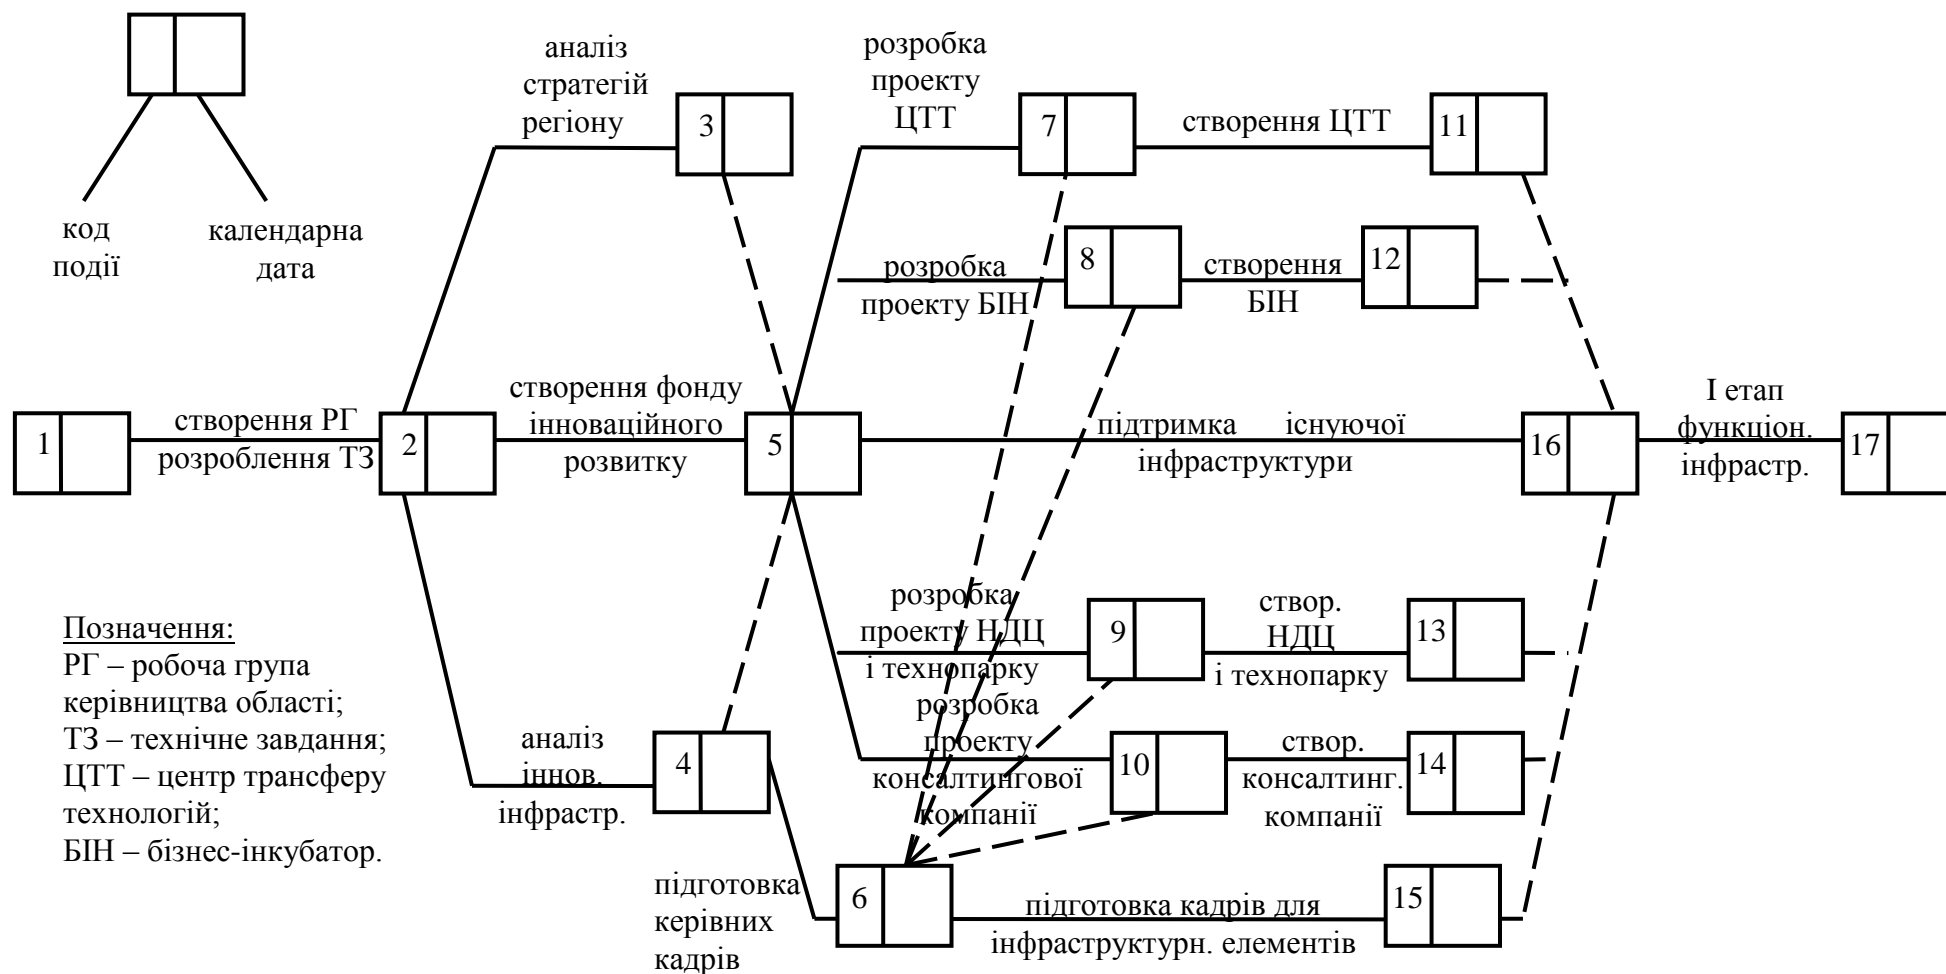 код
події
календарна
дата
аналіз
стратегій
регіону
3
розробка
проекту
ЦТТ
7
створення ЦТТ
11
розробка
проекту БІН
8
створення
БІН
12
1
створення РГ
розроблення ТЗ
2
створення фонду
інноваційного
розвитку
5
підтримка існуючої
інфраструктури
16
І етап
функціон.
інфрастр.
17
розробка
проекту НДЦ
і технопарку
9
створ.
НДЦ
і технопарку
13
аналіз
іннов.
інфрастр.
4
розробка
проекту
консалтингової
компанії
10
створ.
консалтинг.
компанії
14
підготовка
керівних
кадрів
6
підготовка кадрів для
інфраструктурн. елементів
15
Позначення:
РГ – робоча група
керівництва області;
ТЗ – технічне завдання;
ЦТТ – центр трансферу
технологій;
БІН – бізнес-інкубатор.